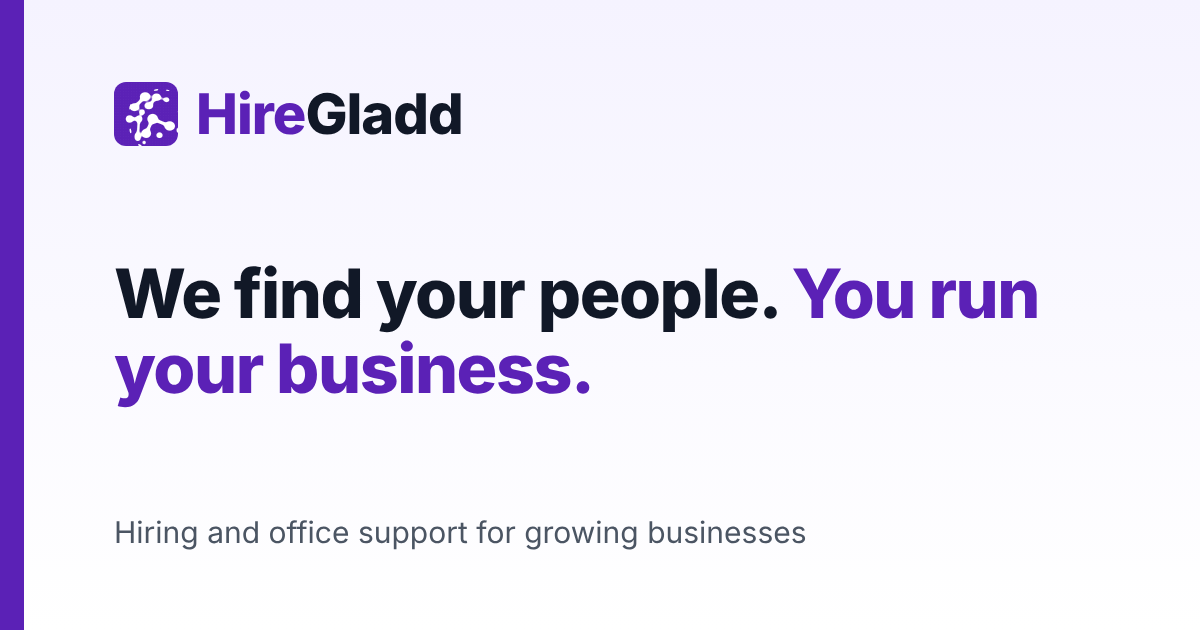 HireGladd
We find your people. You run
your business.
Hiring and office support for growing businesses